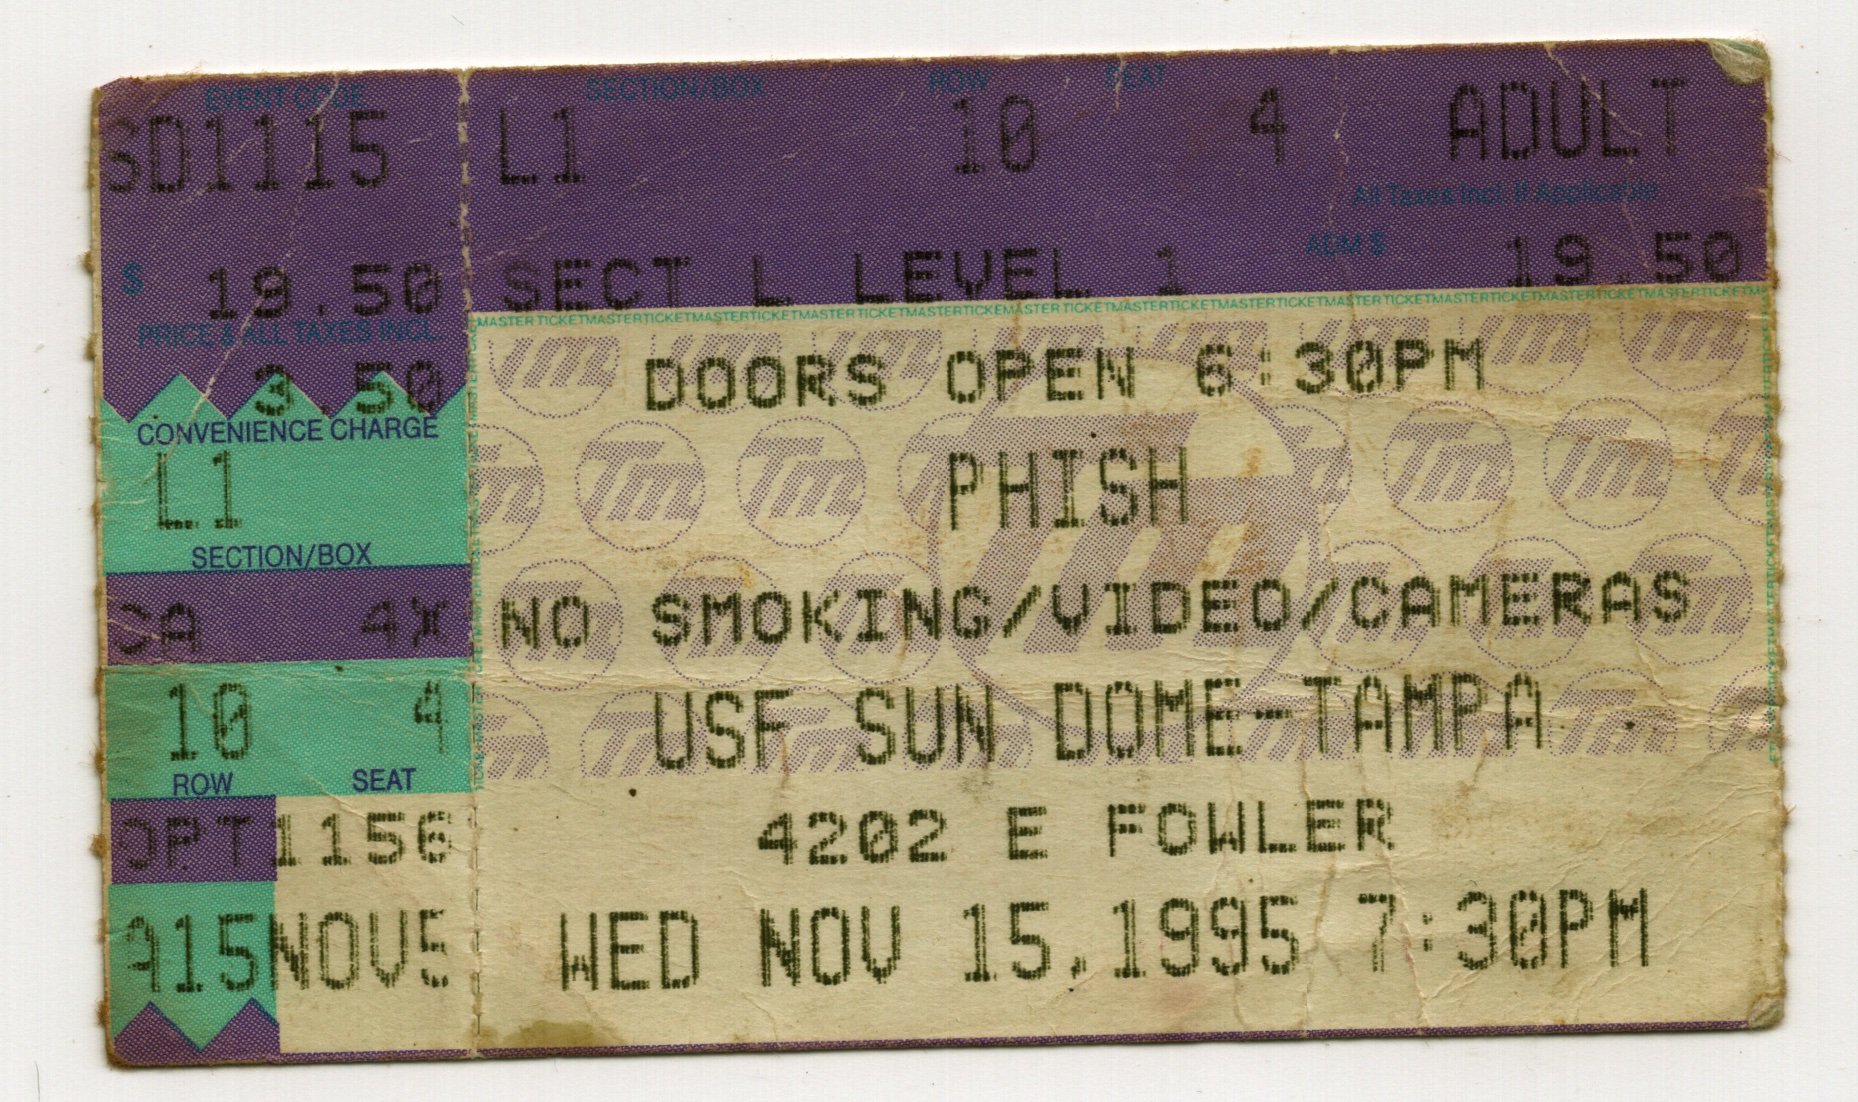 EVENT CODE
SD1115
$ 19.50
PRICE & ALL TAXES INCL.
3.50
CONVENIENCE CHARGE
L1
SECTION/BOX
CA 4X
10 4
ROW SEAT
OPT1156
A15NOV5
SECTION/BOX ROW SEAT
L1 10 4 ADULT
All Taxes Incl. If Applicable
ADM $
SECT L LEVEL 1 19.50
MASTERTICKETMASTERTICKETMASTERTICKETMASTERTICKETMASTERTICKETMASTERTICKETMASTERTICKETMASTERTICKETMASTERTICKETMASTERTICKETMASTERTICKETMAS
DOORS OPEN 6:30PM
PHISH
NO SMOKING/VIDEO/CAMERAS
USF SUN DOME-TAMPA
4202 E FOWLER
WED NOV 15,1995 7:30PM